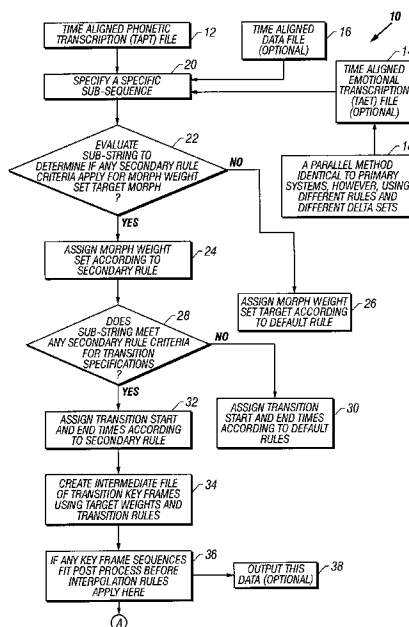 10
TIME ALIGNED PHONETIC
TRANSCRIPTION (TAPT) FILE
12
TIME ALIGNED
DATA FILE
(OPTIONAL)
16
14
TIME ALIGNED
EMOTIONAL
TRANSCRIPTION
(TAET) FILE
(OPTIONAL)
20
SPECIFY A SPECIFIC
SUB-SEQUENCE
18
A PARALLEL METHOD
IDENTICAL TO PRIMARY
SYSTEMS, HOWEVER, USING
DIFFERENT RULES AND
DIFFERENT DELTA SETS
22
EVALUATE
SUB-STRING TO
DETERMINE IF ANY SECONDARY RULE
CRITERIA APPLY FOR MORPH WEIGHT
SET TARGET MORPH
?
NO
YES
24
ASSIGN MORPH WEIGHT
SET ACCORDING TO
SECONDARY RULE
26
ASSIGN MORPH WEIGHT
SET TARGET ACCORDING
TO DEFAULT RULE
28
DOES
SUB-STRING MEET
ANY SECONDARY RULE CRITERIA
FOR TRANSITION
SPECIFICATIONS
?
NO
YES
30
ASSIGN TRANSITION
START AND END TIMES
ACCORDING TO DEFAULT
RULES
32
ASSIGN TRANSITION START
AND END TIMES ACCORDING
TO SECONDARY RULE
34
CREATE INTERMEDIATE FILE
OF TRANSITION KEY FRAMES
USING TARGET WEIGHTS AND
TRANSITION RULES
36
IF ANY KEY FRAME SEQUENCES
FIT POST PROCESS BEFORE
INTERPOLATION RULES
APPLY HERE
38
OUTPUT THIS
DATA (OPTIONAL)
A